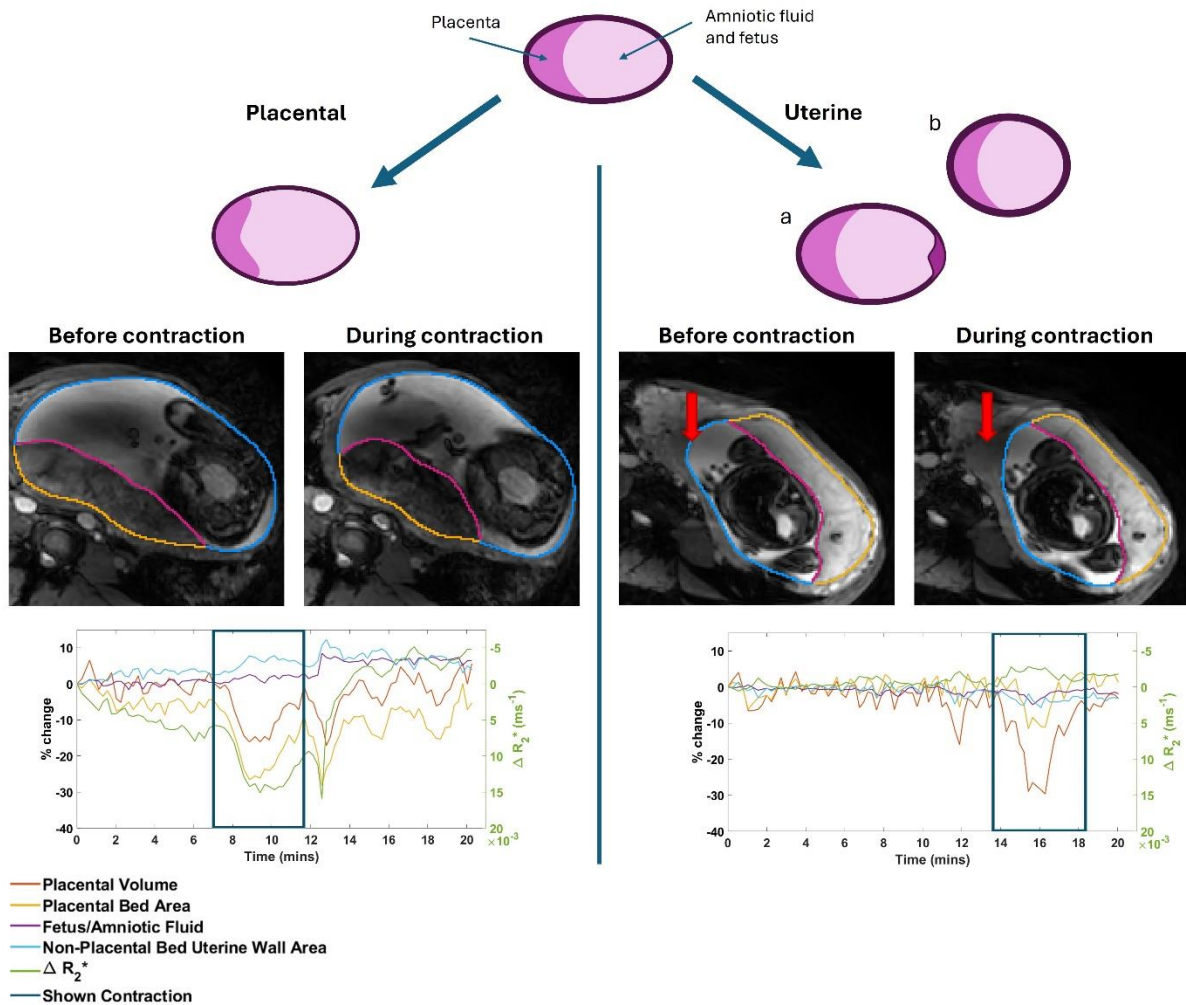 Placenta
Amniotic fluid
and fetus
Placental
Uterine
b
a
Before contraction
During contraction
Before contraction
During contraction
10
0
-10
-20
-30
-40
% change
0 2 4 6 8 10 12 14 16 18 20
Time (mins)
-5
0
5
10
15
20
×10⁻³
Δ R₂* (ms⁻¹)
10
0
-10
-20
-30
-40
% change
0 2 4 6 8 10 12 14 16 18 20
Time (mins)
-5
0
5
10
15
20
×10⁻³
Δ R₂* (ms⁻¹)
Placental Volume
Placental Bed Area
Fetus/Amniotic Fluid
Non-Placental Bed Uterine Wall Area
Δ R₂*
Shown Contraction